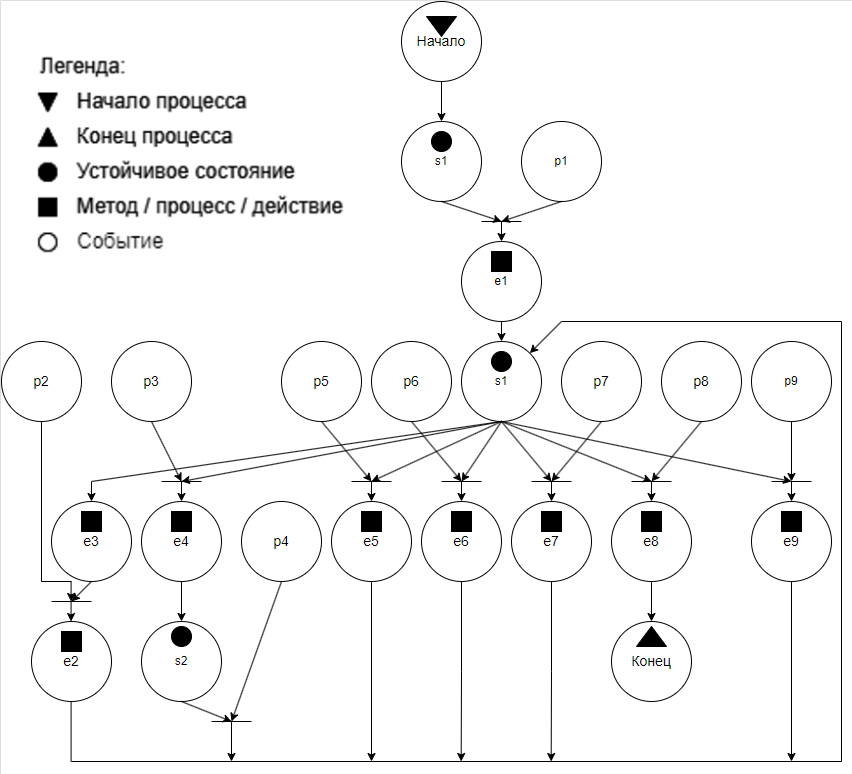 Начало
Легенда:
Начало процесса
Конец процесса
Устойчивое состояние
Метод / процесс / действие
Событие
s1
p1
e1
p2
p3
p5
p6
s1
p7
p8
p9
e3
e4
p4
e5
e6
e7
e8
e9
e2
s2
Конец